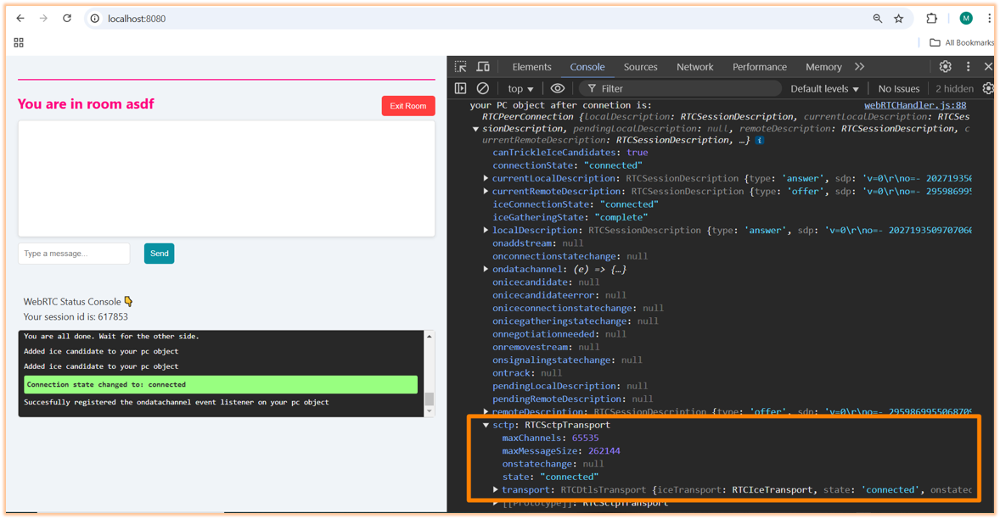 localhost:8080
M
All Bookmarks
You are in room asdf
Exit Room
Type a message...
Send
WebRTC Status Console
Your session id is: 617853
You are all done. Wait for the other side.
Added ice candidate to your pc object
Added ice candidate to your pc object
Connection state changed to: connected
Succesfully registered the ondatachannel event listener on your pc object
Elements Console Sources Network Performance Memory
top Filter Default levels No Issues 2 hidden
your PC object after connetion is: webRTCHandler.js:88
RTCPeerConnection {localDescription: RTCSessionDescription, currentLocalDescription: RTCSes
sionDescription, pendingLocalDescription: null, remoteDescription: RTCSessionDescription, c
urrentRemoteDescription: RTCSessionDescription, …} i
canTrickleIceCandidates: true
connectionState: "connected"
currentLocalDescription: RTCSessionDescription {type: 'answer', sdp: 'v=0\r\no=- 202719350
currentRemoteDescription: RTCSessionDescription {type: 'offer', sdp: 'v=0\r\no=- 295986995
iceConnectionState: "connected"
iceGatheringState: "complete"
localDescription: RTCSessionDescription {type: 'answer', sdp: 'v=0\r\no=- 2027193509707066
onaddstream: null
onconnectionstatechange: null
ondatachannel: (e) => {…}
onicecandidate: null
onicecandidateerror: null
oniceconnectionstatechange: null
onicegatheringstatechange: null
onnegotiationneeded: null
onremovestream: null
onsignalingstatechange: null
ontrack: null
pendingLocalDescription: null
pendingRemoteDescription: null
remoteDescription: RTCSessionDescription {type: 'offer', sdp: 'v=0\r\no=- 2959869955068709
sctp: RTCSctpTransport
maxChannels: 65535
maxMessageSize: 262144
onstatechange: null
state: "connected"
transport: RTCDtlsTransport {iceTransport: RTCIceTransport, state: 'connected', onstatec
[[Prototype]]: RTCSctpTransport